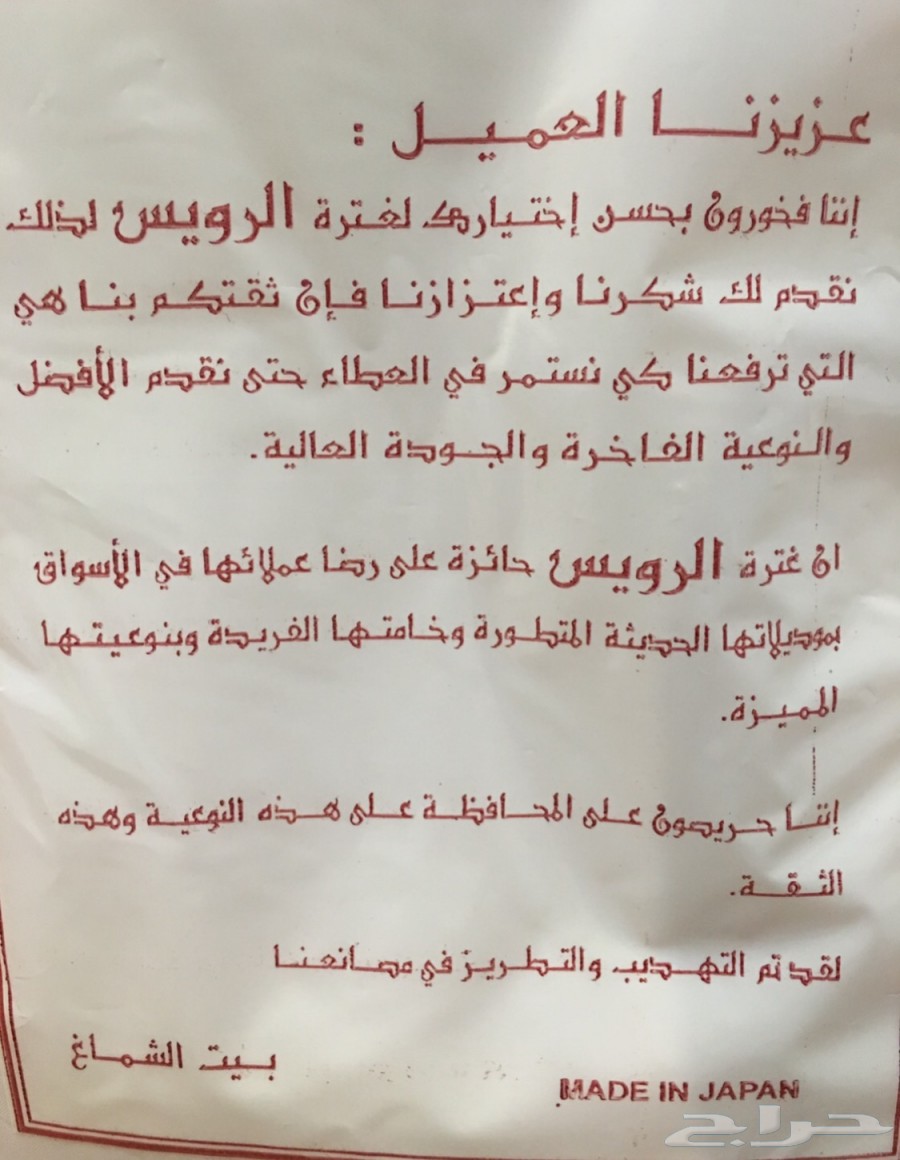 عزيزنا العميل :
إننا فخورون بحسن إختيارك لغترة الرويس لذلك
نقدم لك شكرنا وإعتزازنا فإن ثقتكم بنا هي
التي ترفعنا كي نستمر في العطاء حتى نقدم الأفضل
والنوعية الفاخرة والجودة العالية.
ان غترة الرويس حائزة على رضا عملائها في الأسواق
بموديلاتها الحديثة المتطورة وخامتها الفريدة وبنوعيتها
المميزة.
إننا حريصون على المحافظة على هذه النوعية وهذه
الثقة.
لقد تم التهديب والتطريز في مصانعنا
بيت الشماغ
MADE IN JAPAN
حراج